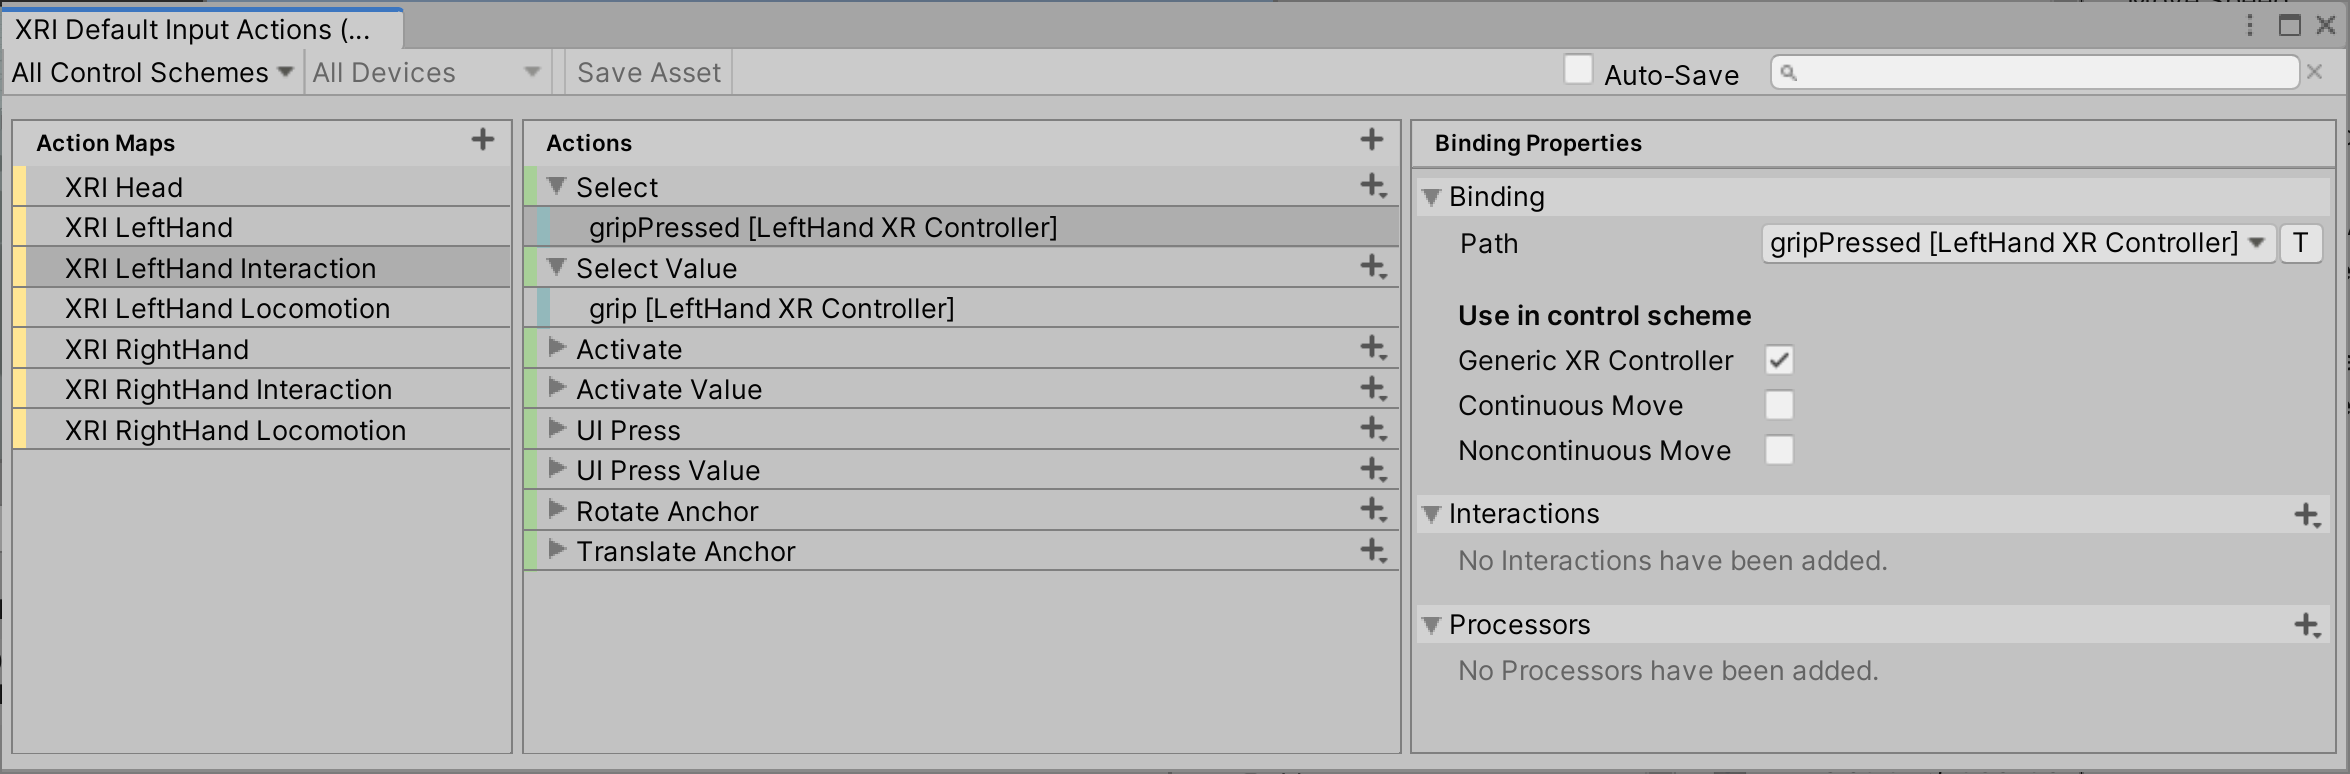 XRI Default Input Actions (...
All Control Schemes All Devices Save Asset Auto-Save
Action Maps
XRI Head
XRI LeftHand
XRI LeftHand Interaction
XRI LeftHand Locomotion
XRI RightHand
XRI RightHand Interaction
XRI RightHand Locomotion
Actions
Select
gripPressed [LeftHand XR Controller]
Select Value
grip [LeftHand XR Controller]
Activate
Activate Value
UI Press
UI Press Value
Rotate Anchor
Translate Anchor
Binding Properties
Binding
Path gripPressed [LeftHand XR Controller] T
Use in control scheme
Generic XR Controller
Continuous Move
Noncontinuous Move
Interactions
No Interactions have been added.
Processors
No Processors have been added.